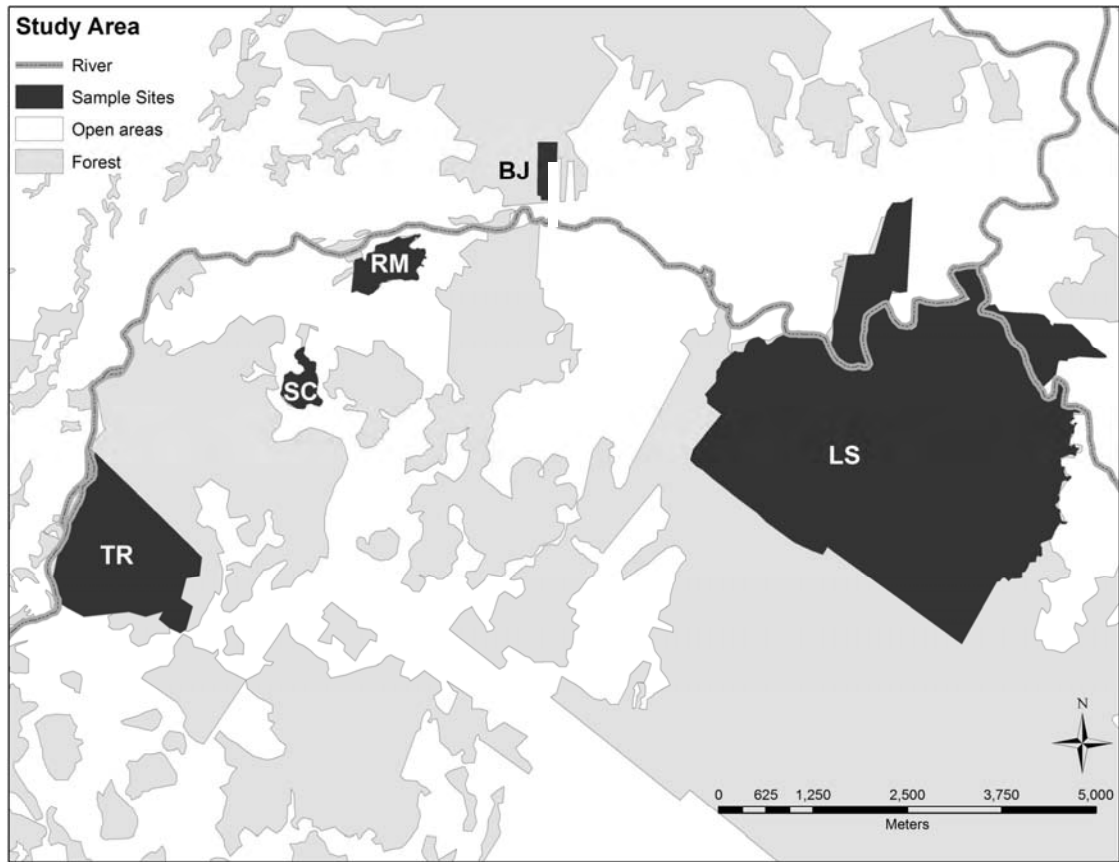 Study Area
River
Sample Sites
Open areas
Forest
BJ
RM
SC
LS
TR
N
0 625 1,250 2,500 3,750 5,000
Meters